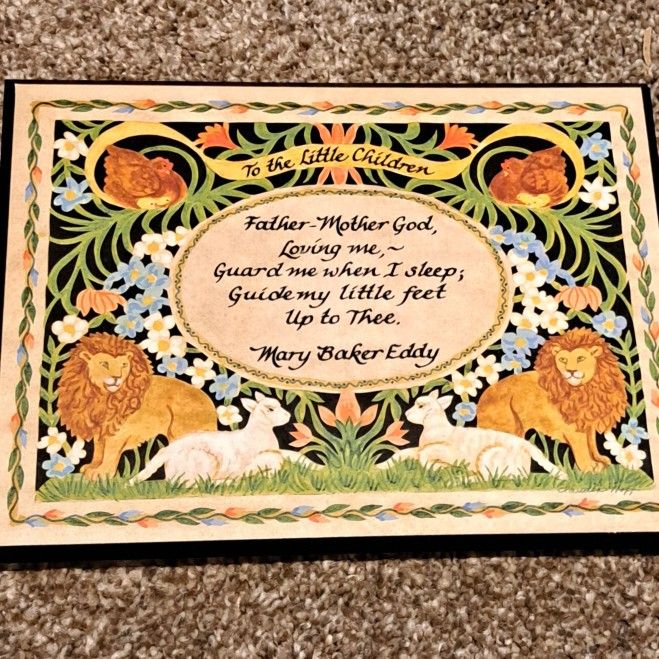 To the Little Children
Father-Mother God,
Loving me,~
Guard me when I sleep;
Guide my little feet
Up to Thee.
Mary Baker Eddy